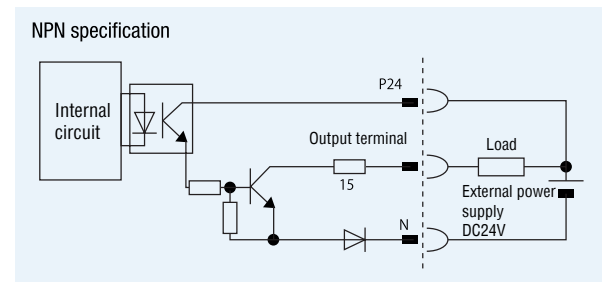 NPN specification
P24
Internal
circuit
Output terminal
Load
15
External power
supply
DC24V
N